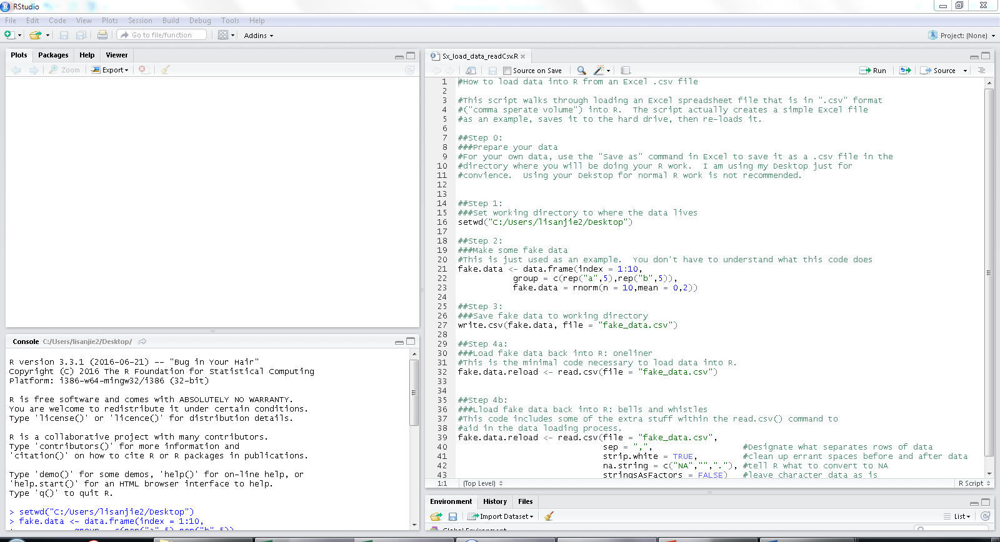 RStudio
File Edit Code View Plots Session Build Debug Tools Help
Go to file/function
Addins
Project: (None)
Plots Packages Help Viewer
Zoom Export
Console C:/Users/lisanjie2/Desktop/
R version 3.3.1 (2016-06-21) -- "Bug in Your Hair"
Copyright (C) 2016 The R Foundation for Statistical Computing
Platform: i386-w64-mingw32/i386 (32-bit)
R is free software and comes with ABSOLUTELY NO WARRANTY.
You are welcome to redistribute it under certain conditions.
Type 'license()' or 'licence()' for distribution details.
R is a collaborative project with many contributors.
Type 'contributors()' for more information and
'citation()' on how to cite R or R packages in publications.
Type 'demo()' for some demos, 'help()' for on-line help, or
'help.start()' for an HTML browser interface to help.
Type 'q()' to quit R.
> setwd("C:/Users/lisanjie2/Desktop")
> fake.data <- data.frame(index = 1:10,
+ group = c(rep("a",5),rep("b",5)),
Sx_load_data_readCsv.R
Source on Save
Run
Source
1 #How to load data into R from an Excel .csv file
2
3 #This script walks through loading an Excel spreadsheet file that is in ".csv" format
4 #("comma sperate volume") into R. The script actually creates a simple Excel file
5 #as an example, saves it to the hard drive, then re-loads it.
6
7 ##Step 0:
8 ###Prepare your data
9 #For your own data, use the "Save as" command in Excel to save it as a .csv file in the
10 #directory where you will be doing your R work. I am using my Desktop just for
11 #convience. Using your Dekstop for normal R work is not recommended.
12
13
14 ##Step 1:
15 ###Set working directory to where the data lives
16 setwd("C:/Users/lisanjie2/Desktop")
17
18 ##Step 2:
19 ###Make some fake data
20 #This is just used as an example. You don't have to understand what this code does
21 fake.data <- data.frame(index = 1:10,
22 group = c(rep("a",5),rep("b",5)),
23 fake.data = rnorm(n = 10,mean = 0,2))
24
25 ##Step 3:
26 ###Save fake data to working directory
27 write.csv(fake.data, file = "fake_data.csv")
28
29 ##Step 4a:
30 ###Load fake data back into R: oneliner
31 #This is the minimal code necessary to load data into R.
32 fake.data.reload <- read.csv(file = "fake_data.csv")
33
34
35 ##Step 4b:
36 ###Lload fake data back into R: bells and whistles
37 #This code includes some of the extra stuff within the read.csv() command to
38 #aid in the data loading process.
39 fake.data.reload <- read.csv(file = "fake_data.csv",
40 sep = ",", #Designate what separates rows of data
41 strip.white = TRUE, #clean up errant spaces before and after data
42 na.string = c("NA","","."), #tell R what to convert to NA
43 stringsAsFactors = FALSE) #leave character data as is
1:1 (Top Level) R Script
Environment History Files
Import Dataset List
Global Environment